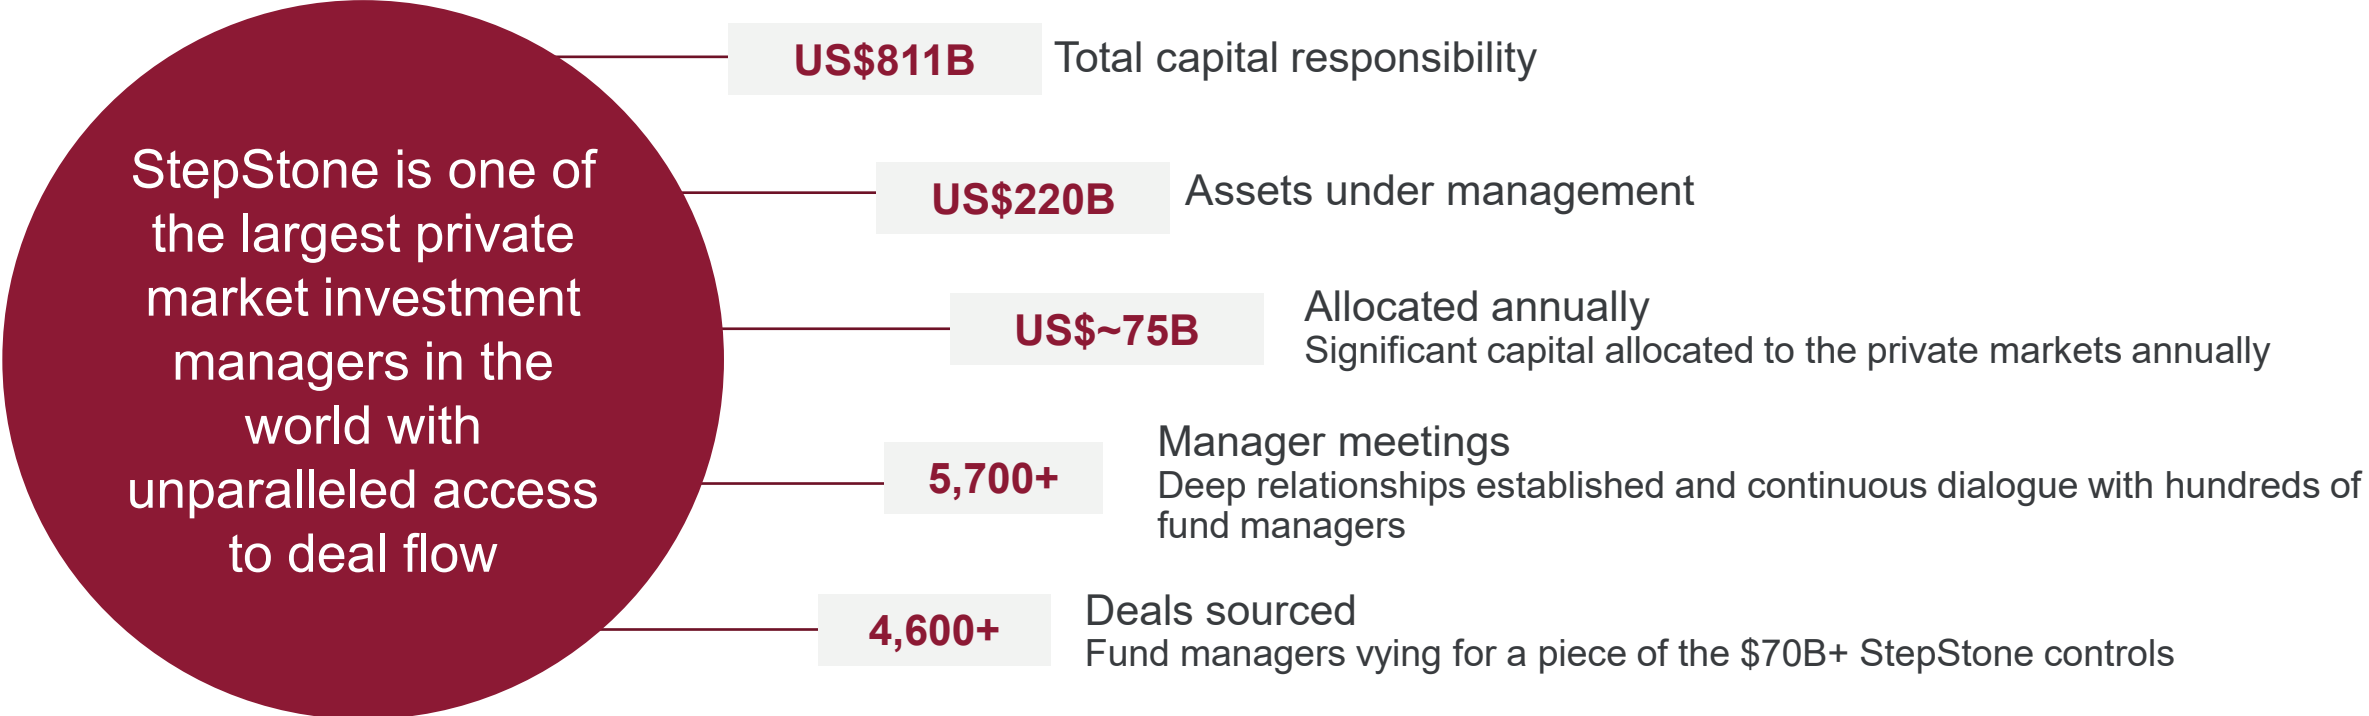 StepStone is one of
the largest private
market investment
managers in the
world with
unparalleled access
to deal flow
US$811B
Total capital responsibility
US$220B
Assets under management
US$~75B
Allocated annually
Significant capital allocated to the private markets annually
5,700+
Manager meetings
Deep relationships established and continuous dialogue with hundreds of
fund managers
4,600+
Deals sourced
Fund managers vying for a piece of the $70B+ StepStone controls